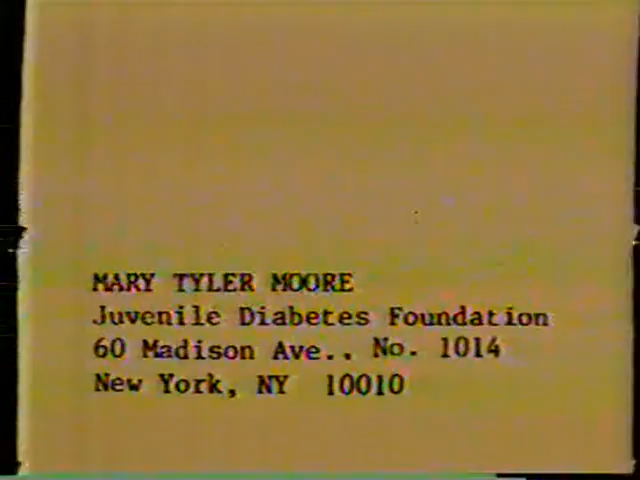 MARY TYLER MOORE
Juvenile Diabetes Foundation
60 Madison Ave., No. 1014
New York, NY 10010